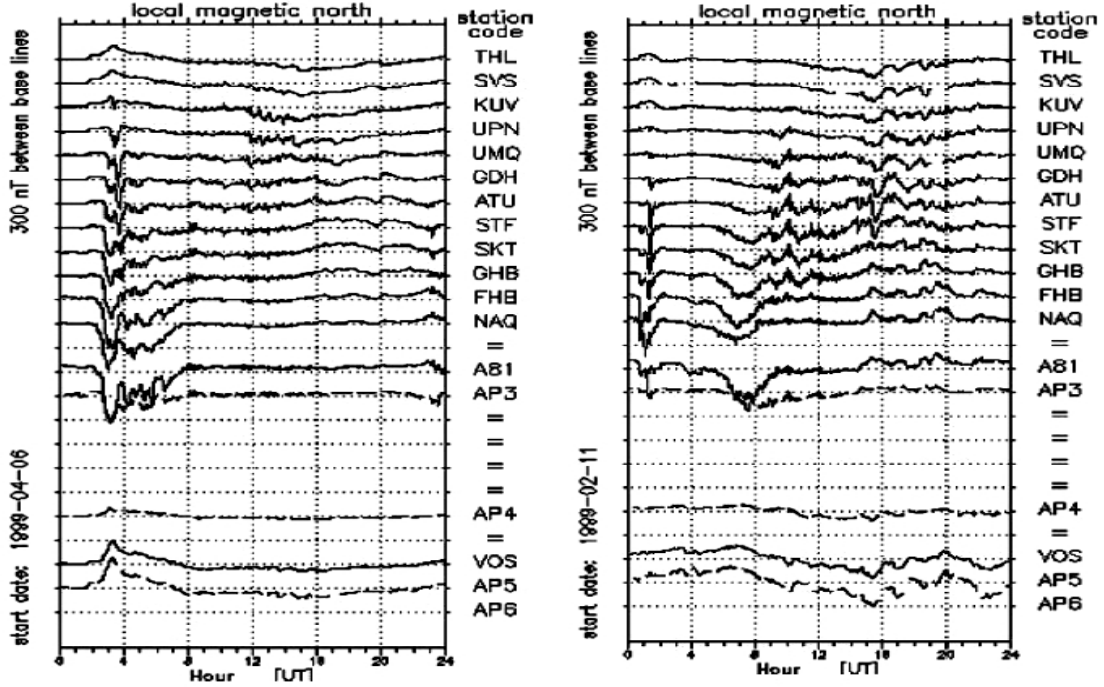 local magnetic north
station
code
300 nT between base lines
start date: 1999-04-06
THL
SVS
KUV
UPN
UMQ
GDH
ATU
STF
SKT
GHB
FHB
NAQ
=
A81
AP3
=
=
=
=
AP4
=
VOS
AP5
AP6
0 4 8 12 16 20 24
Hour [UT]
local magnetic north
station
code
300 nT between base lines
start date: 1999-02-11
THL
SVS
KUV
UPN
UMQ
GDH
ATU
STF
SKT
GHB
FHB
NAQ
=
A81
AP3
=
=
=
=
AP4
=
VOS
AP5
AP6
0 4 8 12 16 20 24
Hour [UT]